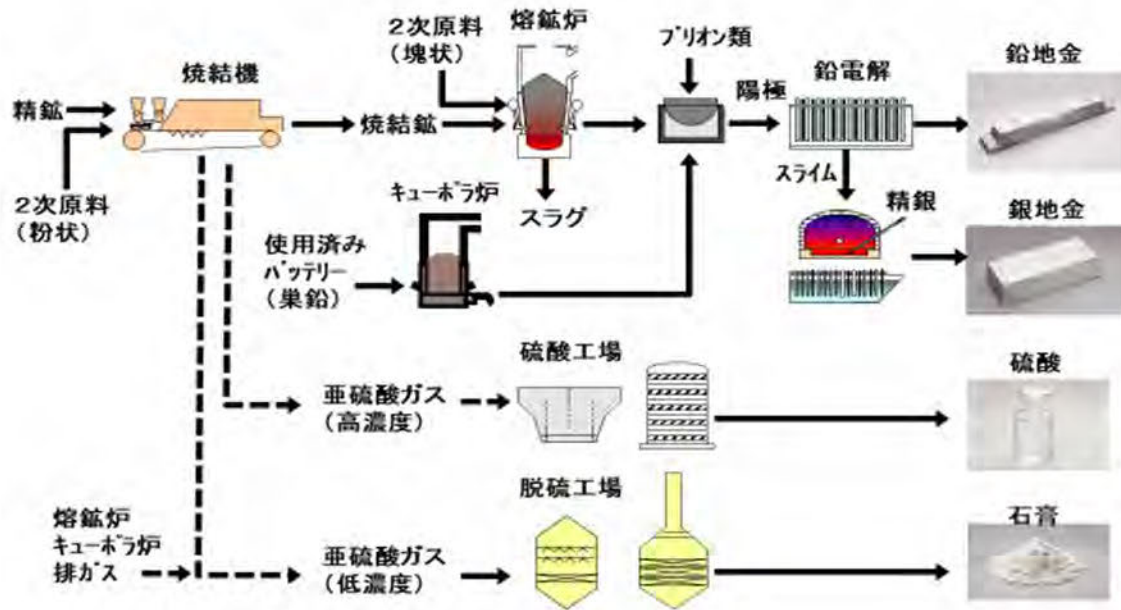 2次原料
(塊状)
熔鉱炉
ブリオン類
鉛地金
焼結機
陽極
鉛電解
精鉱
焼結鉱
2次原料
(粉状)
スラグ
キューボラ炉
スライム
精銀
銀地金
使用済み
バッテリー
(巣鉛)
硫酸工場
硫酸
亜硫酸ガス
(高濃度)
脱硫工場
石膏
熔鉱炉
キューボラ炉
排ガス
亜硫酸ガス
(低濃度)